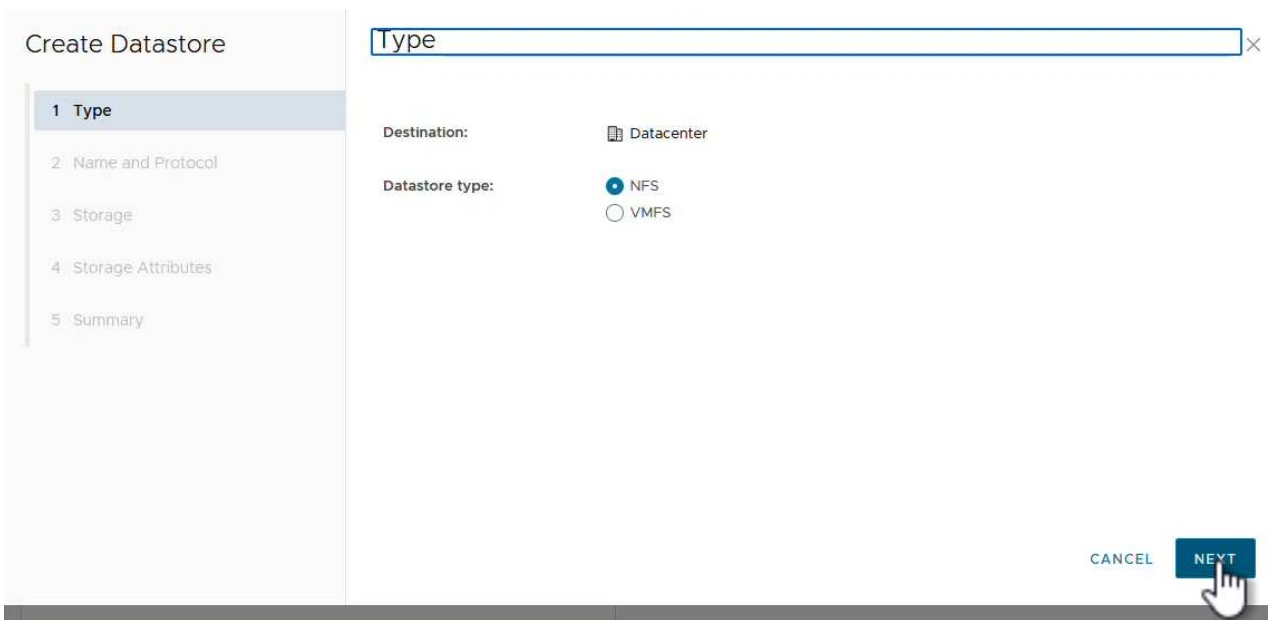 Create Datastore
1 Type
2 Name and Protocol
3 Storage
4 Storage Attributes
5 Summary
Type
Destination: Datacenter
Datastore type: NFS
VMFS
CANCEL NEXT